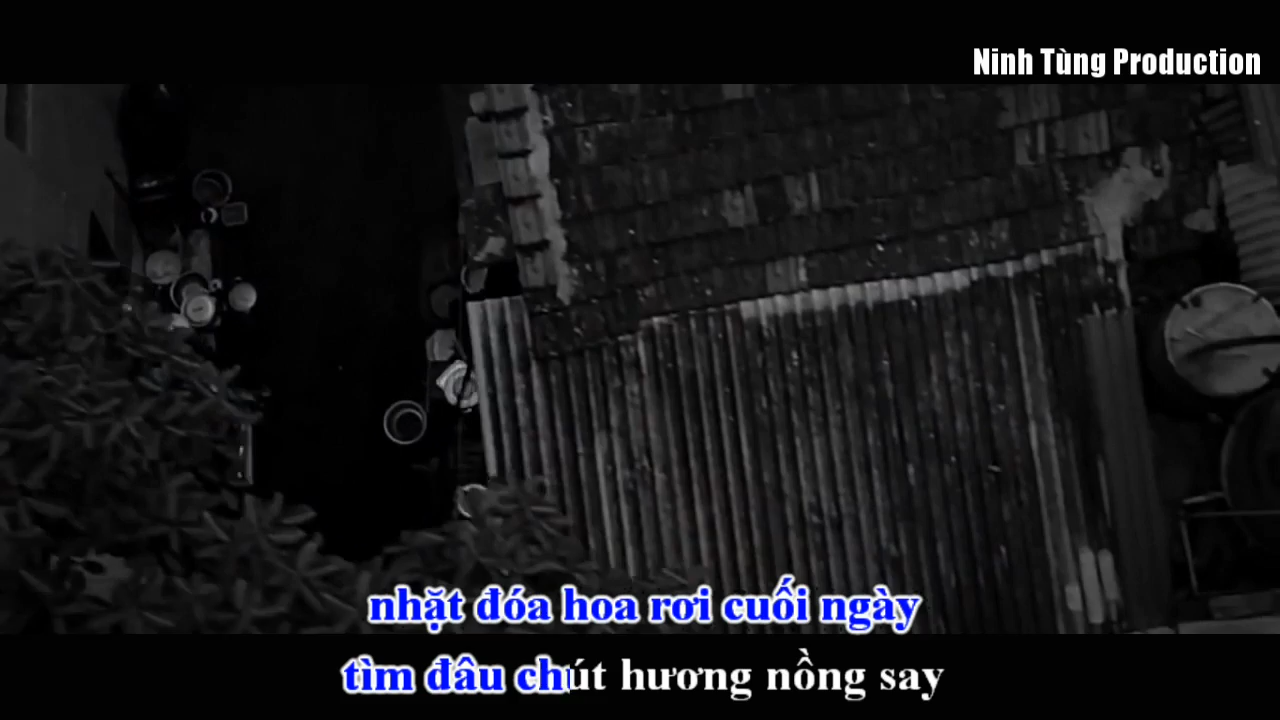 Ninh Tùng Production
nhặt đóa hoa rơi cuối ngày
tìm đâu chút hương nồng say